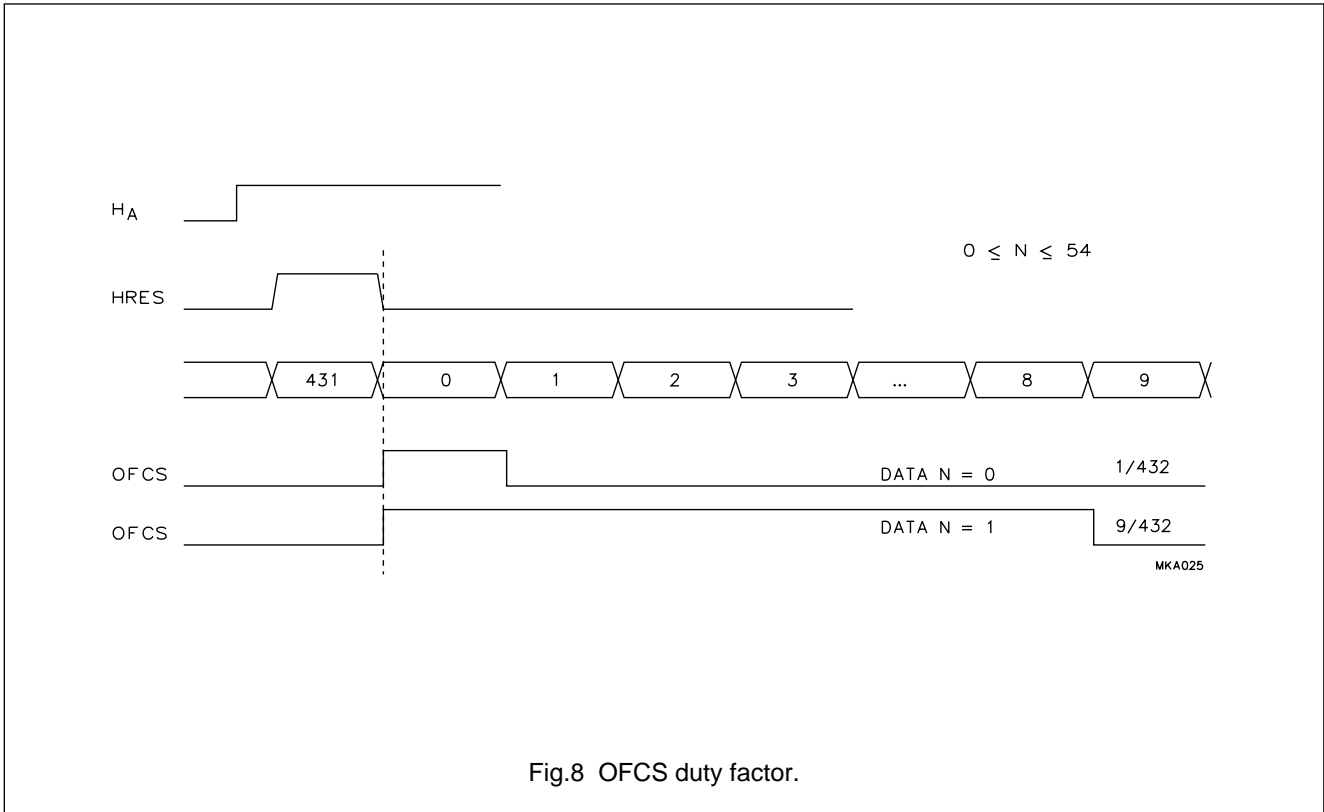 HA
0 ≤ N ≤ 54
HRES
431 0 1 2 3 ... 8 9
OFCS DATA N = 0 1/432
OFCS DATA N = 1 9/432
MKA025
Fig.8 OFCS duty factor.